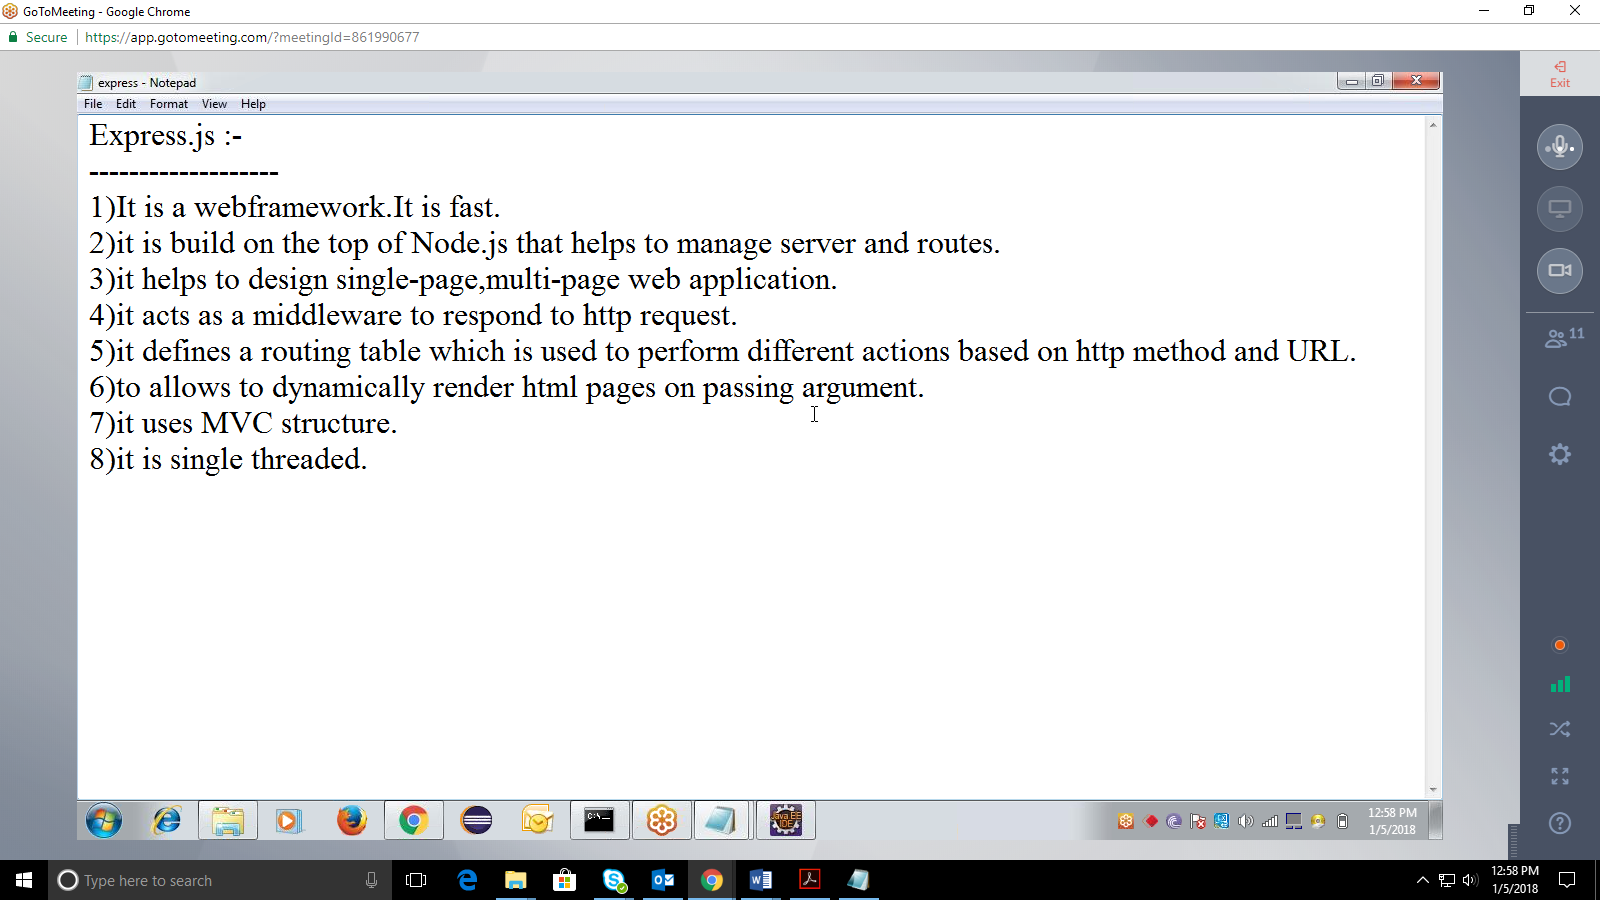 GoToMeeting - Google Chrome
Secure https://app.gotomeeting.com/?meetingId=861990677
Exit
express - Notepad
File Edit Format View Help
Express.js :-
-------------------
1)It is a webframework.It is fast.
2)it is build on the top of Node.js that helps to manage server and routes.
3)it helps to design single-page,multi-page web application.
4)it acts as a middleware to respond to http request.
5)it defines a routing table which is used to perform different actions based on http method and URL.
6)to allows to dynamically render html pages on passing argument.
7)it uses MVC structure.
8)it is single threaded.
11
C:\_
Java EE
IDE
12:58 PM
1/5/2018
Type here to search
12:58 PM
1/5/2018